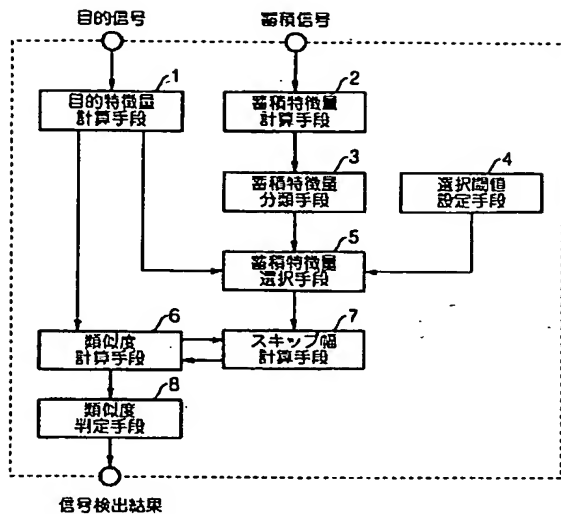 目的信号
蓄積信号
1
目的特徴量
計算手段
2
蓄積特徴量
計算手段
3
蓄積特徴量
分類手段
4
選択閾値
設定手段
5
蓄積特徴量
選択手段
6
類似度
計算手段
7
スキップ幅
計算手段
8
類似度
判定手段
信号検出結果